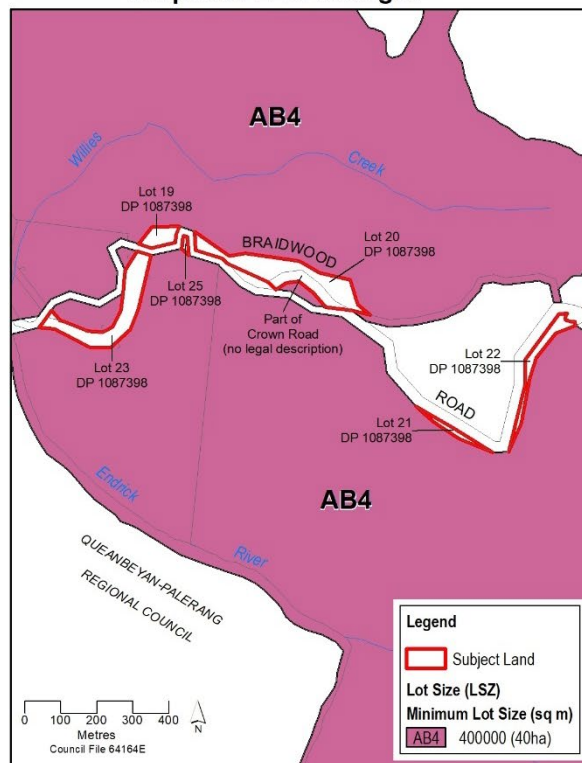 AB4
Willies
Creek
Lot 19
DP 1087398
BRAIDWOOD
Lot 20
DP 1087398
Lot 25
DP 1087398
Part of
Crown Road
(no legal description)
Lot 23
DP 1087398
Lot 22
DP 1087398
ROAD
Lot 21
DP 1087398
Endrick
River
AB4
QUEANBEYAN-PALERANG
REGIONAL COUNCIL
Legend
Subject Land
Lot Size (LSZ)
Minimum Lot Size (sq m)
AB4 400000 (40ha)
0 100 200 300 400
Metres
Council File 64164E
N